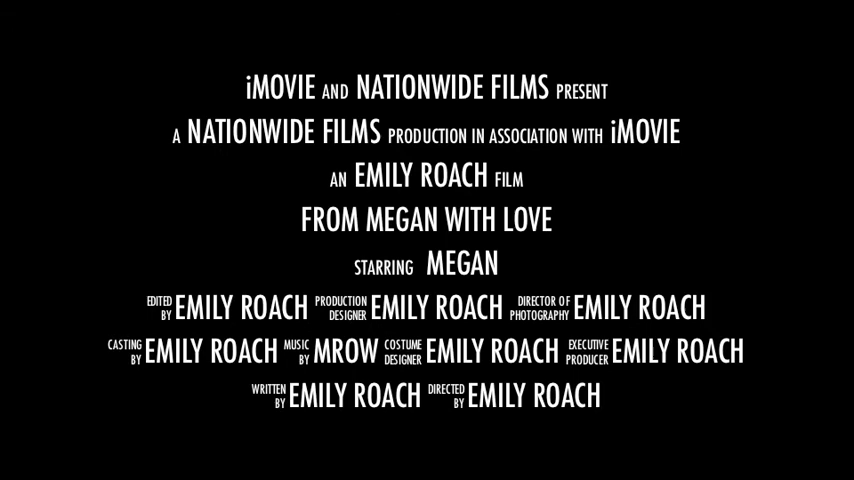 iMOVIE AND NATIONWIDE FILMS PRESENT
A NATIONWIDE FILMS PRODUCTION IN ASSOCIATION WITH iMOVIE
AN EMILY ROACH FILM
FROM MEGAN WITH LOVE
STARRING MEGAN
EDITED BY EMILY ROACH PRODUCTION DESIGNER EMILY ROACH DIRECTOR OF PHOTOGRAPHY EMILY ROACH
CASTING BY EMILY ROACH MUSIC BY MROW COSTUME DESIGNER EMILY ROACH EXECUTIVE PRODUCER EMILY ROACH
WRITTEN BY EMILY ROACH DIRECTED BY EMILY ROACH